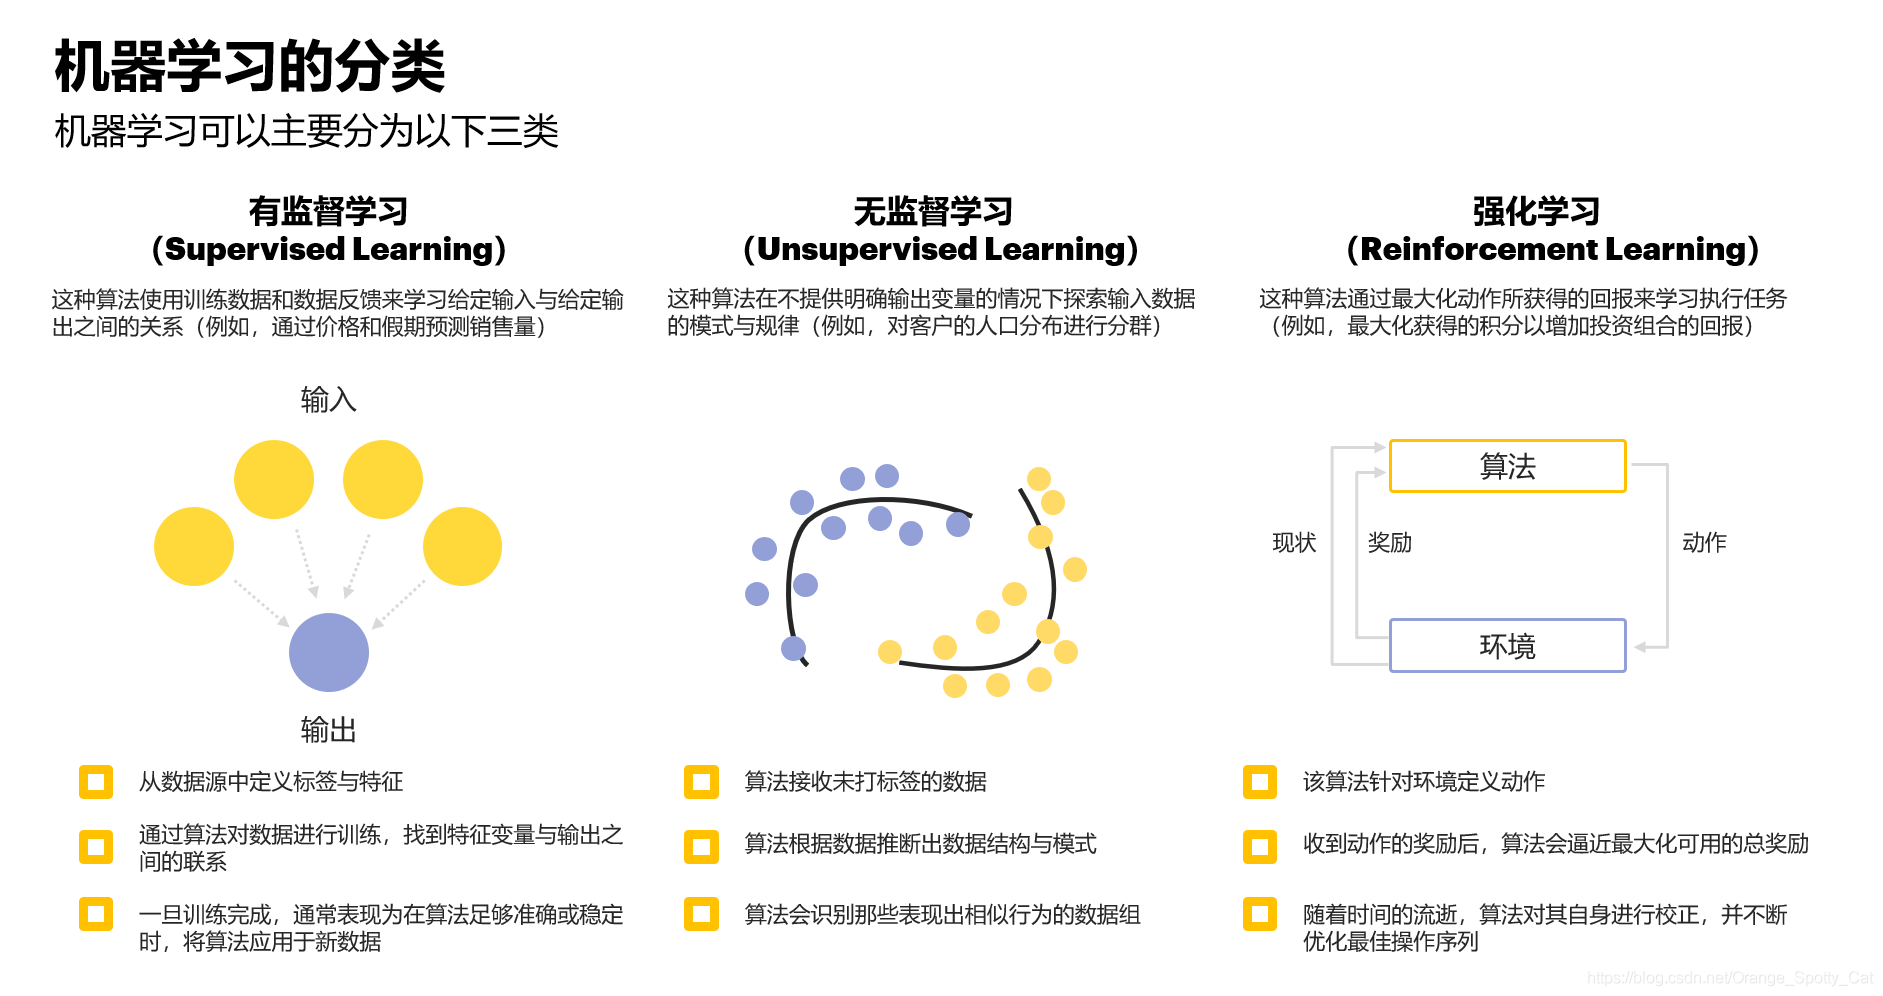 机器学习的分类
机器学习可以主要分为以下三类
有监督学习
（Supervised Learning）
这种算法使用训练数据和数据反馈来学习给定输入与给定输
出之间的关系（例如，通过价格和假期预测销售量）
输入
输出
从数据源中定义标签与特征
通过算法对数据进行训练，找到特征变量与输出之
间的联系
一旦训练完成，通常表现为在算法足够准确或稳定
时，将算法应用于新数据
无监督学习
（Unsupervised Learning）
这种算法在不提供明确输出变量的情况下探索输入数据
的模式与规律（例如，对客户的人口分布进行分群）
算法接收未打标签的数据
算法根据数据推断出数据结构与模式
算法会识别那些表现出相似行为的数据组
强化学习
（Reinforcement Learning）
这种算法通过最大化动作所获得的回报来学习执行任务
（例如，最大化获得的积分以增加投资组合的回报）
算法
现状
奖励
动作
环境
该算法针对环境定义动作
收到动作的奖励后，算法会逼近最大化可用的总奖励
随着时间的流逝，算法对其自身进行校正，并不断
优化最佳操作序列
https://blog.csdn.net/Orange_Spotty_Cat